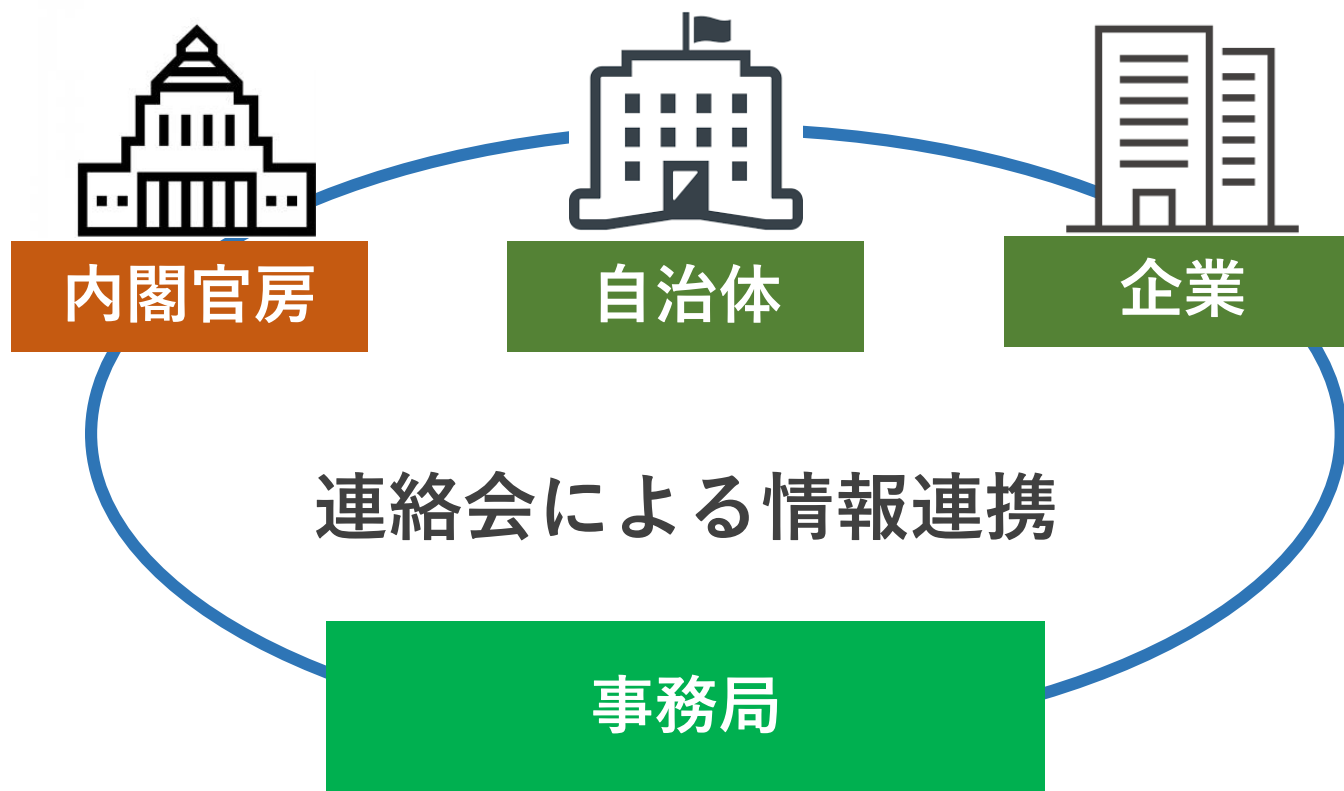 内閣官房
自治体
企業
連絡会による情報連携
事務局